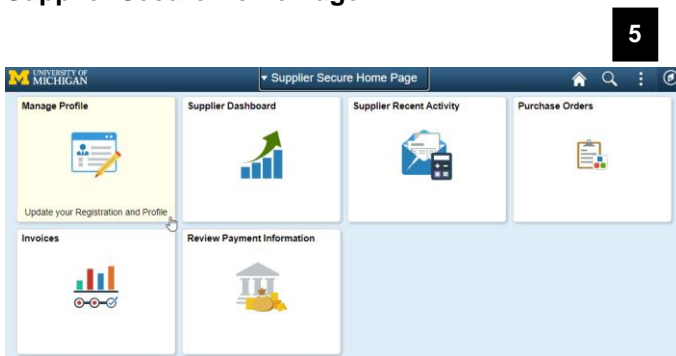 5
UNIVERSITY OF
MICHIGAN
Supplier Secure Home Page
Manage Profile
Supplier Dashboard
Supplier Recent Activity
Purchase Orders
Update your Registration and Profile
Invoices
Review Payment Information